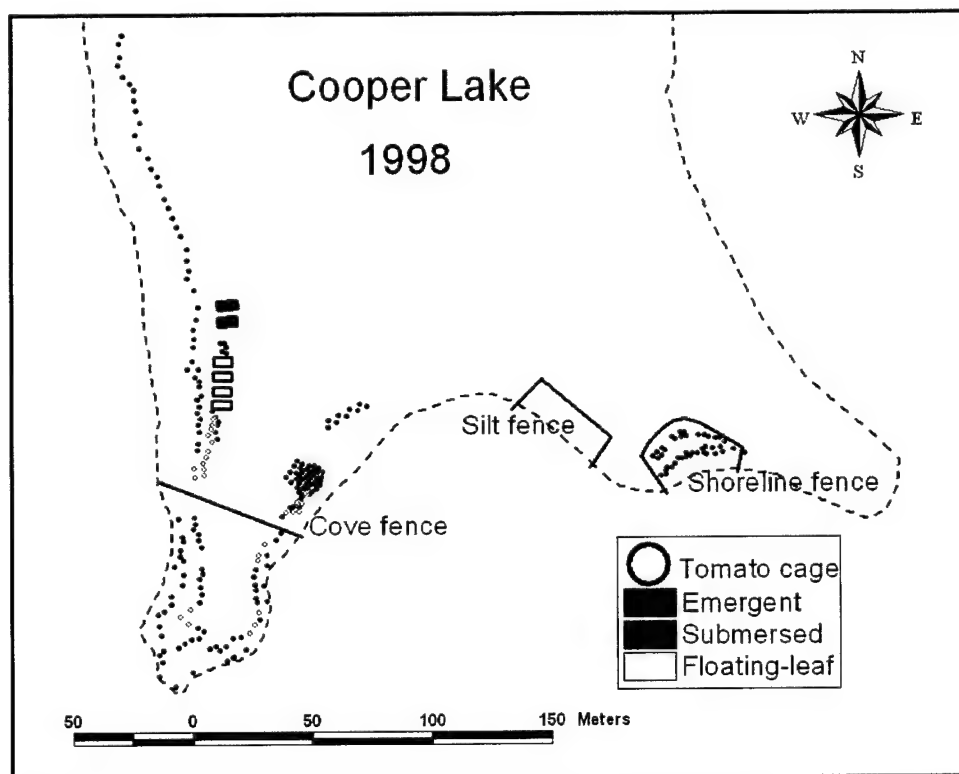 Cooper Lake
1998
N
W
E
S
Silt fence
Shoreline fence
Cove fence
Tomato cage
Emergent
Submersed
Floating-leaf
50
0
50
100
150
Meters